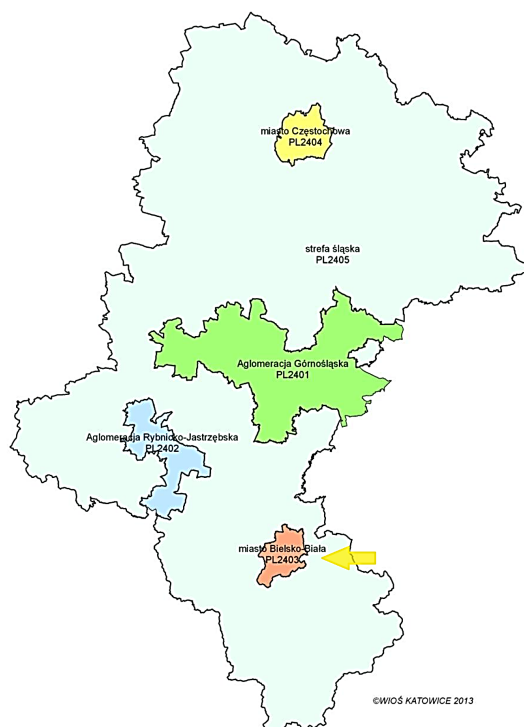 miasto Częstochowa
PL2404
strefa śląska
PL2405
Aglomeracja Górnośląska
PL2401
Aglomeracja Rybnicko-Jastrzębska
PL2402
miasto Bielsko-Biała
PL2403
©WIOŚ KATOWICE 2013